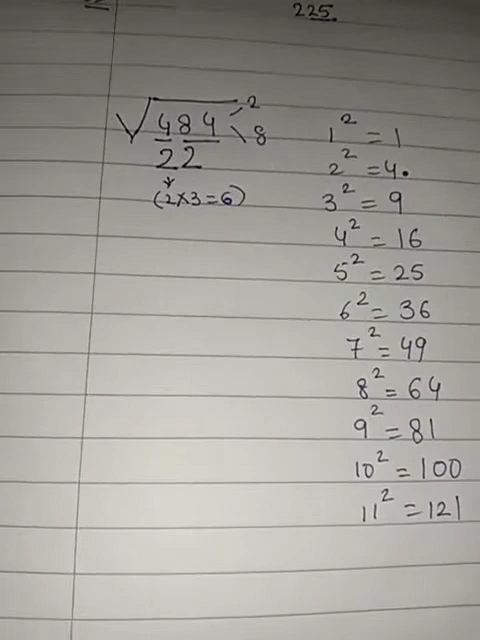 225.
√484 2
8
22
(2×3=6)
1² = 1
2² = 4.
3² = 9
4² = 16
5² = 25
6² = 36
7² = 49
8² = 64
9² = 81
10² = 100
11² = 121